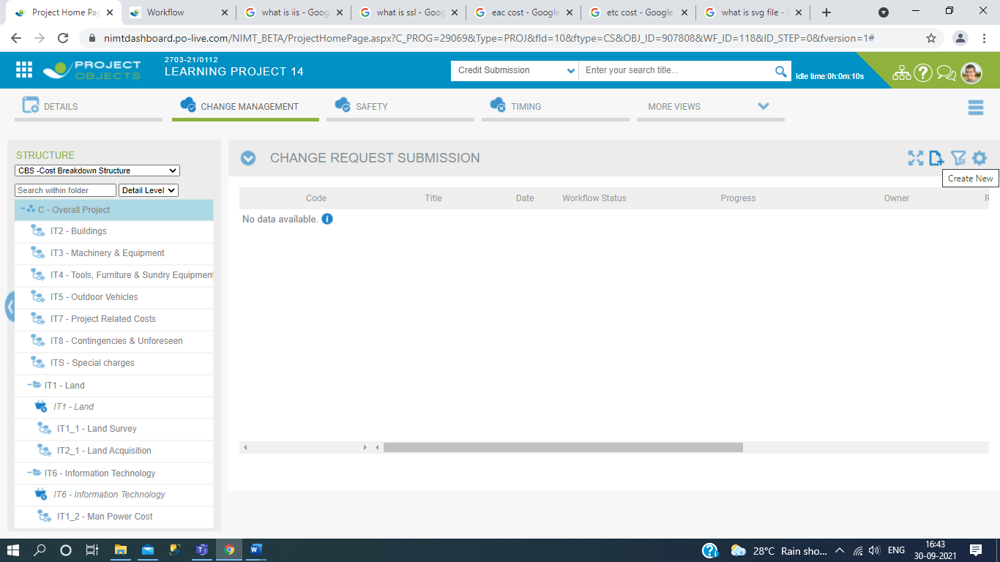 Project Home Pag
Workflow
what is iis - Goog
what is ssl - Goog
eac cost - Google
etc cost - Google
what is svg file - G
nimtdashboard.po-live.com/NIMT_BETA/ProjectHomePage.aspx?C_PROG=29069&Type=PROJ&fId=10&ftype=CS&OBJ_ID=907808&WF_ID=118&ID_STEP=0&fversion=1#
PROJECT
OBJECTS
2703-21/0112
LEARNING PROJECT 14
Credit Submission
Enter your search title...
Idle time:0h:0m:10s
DETAILS
CHANGE MANAGEMENT
SAFETY
TIMING
MORE VIEWS
STRUCTURE
CBS -Cost Breakdown Structure
Search within folder
Detail Level
C - Overall Project
IT2 - Buildings
IT3 - Machinery & Equipment
IT4 - Tools, Furniture & Sundry Equipment
IT5 - Outdoor Vehicles
IT7 - Project Related Costs
IT8 - Contingencies & Unforeseen
ITS - Special charges
IT1 - Land
IT1 - Land
IT1_1 - Land Survey
IT2_1 - Land Acquisition
IT6 - Information Technology
IT6 - Information Technology
IT1_2 - Man Power Cost
CHANGE REQUEST SUBMISSION
Create New
Code
Title
Date
Workflow Status
Progress
Owner
R
No data available.
28°C Rain sho...
ENG
16:43
30-09-2021